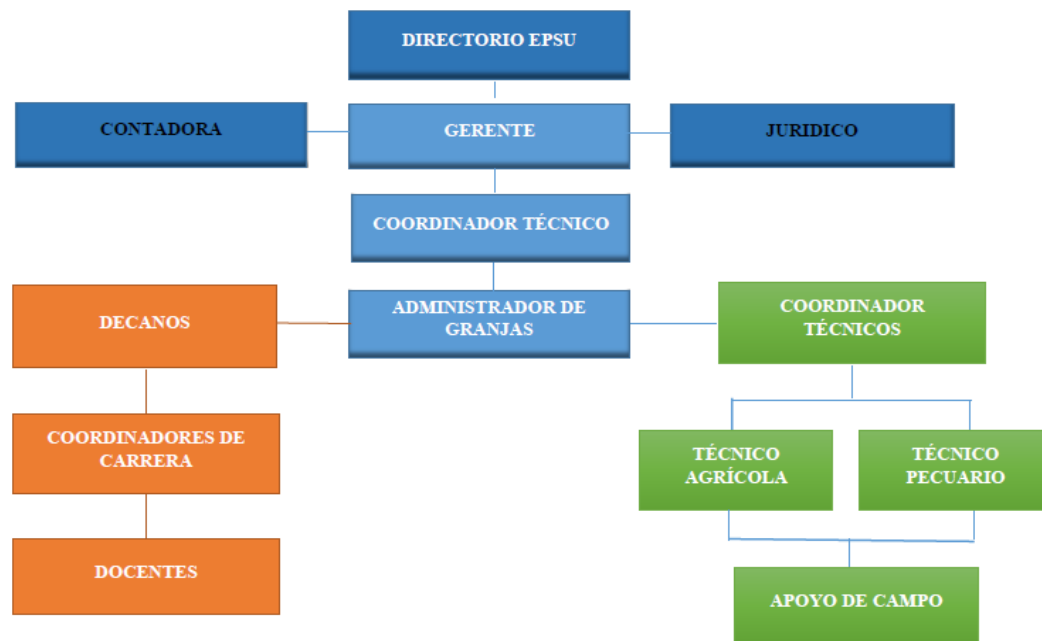 DIRECTORIO EPSU
CONTADORA
GERENTE
JURIDICO
COORDINADOR TÉCNICO
DECANOS
ADMINISTRADOR DE
GRANJAS
COORDINADOR
TÉCNICOS
COORDINADORES DE
CARRERA
TÉCNICO
AGRÍCOLA
TÉCNICO
PECUARIO
DOCENTES
APOYO DE CAMPO